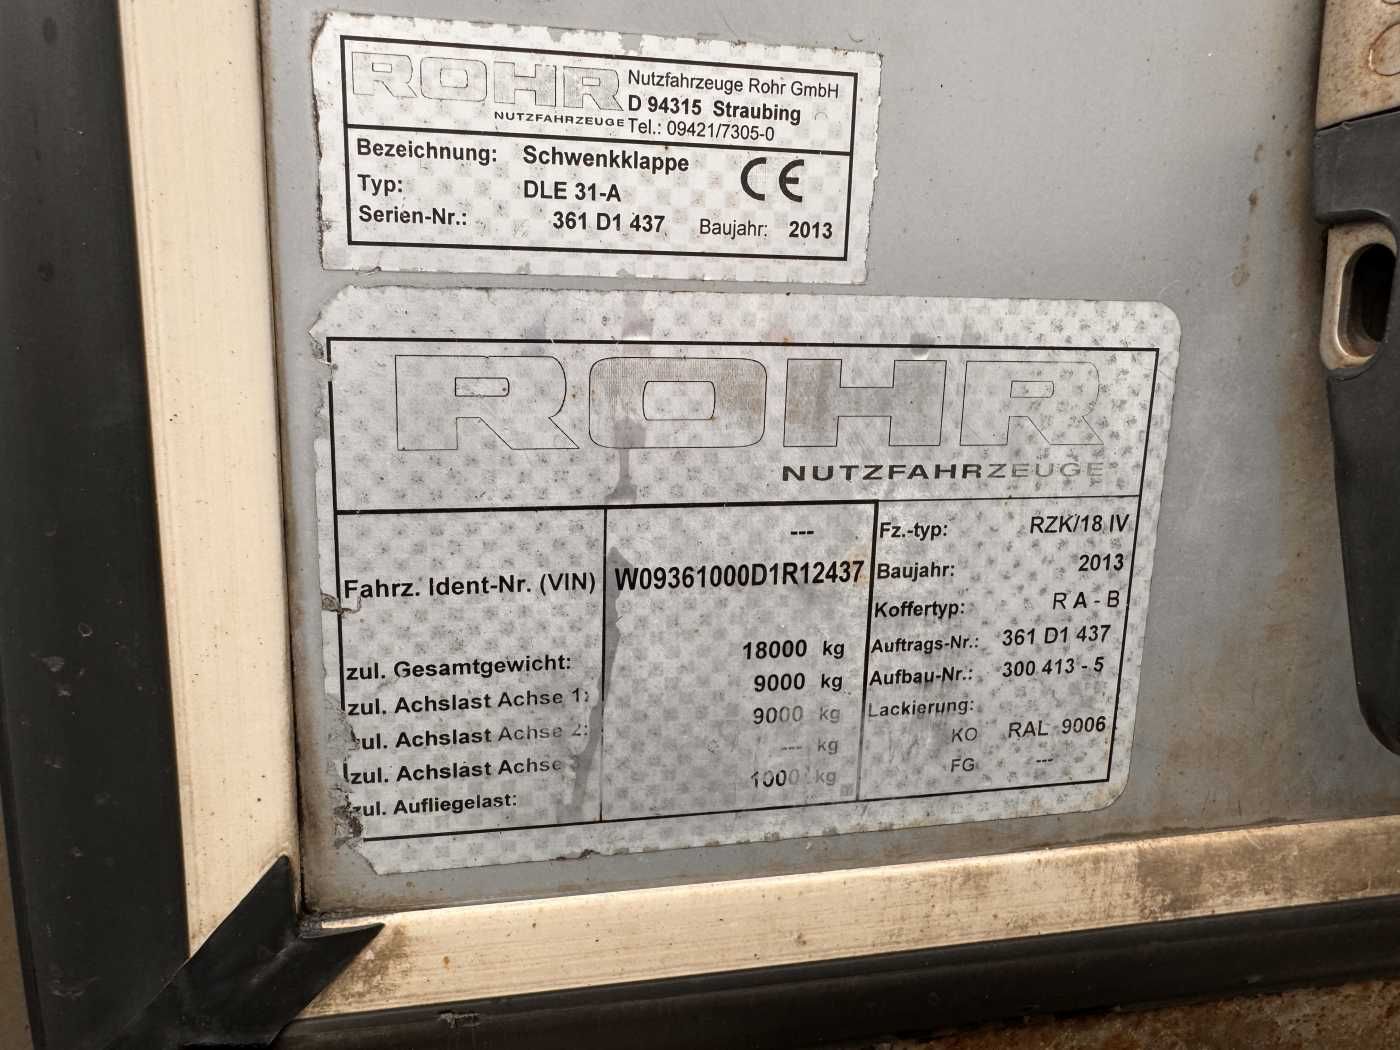 ROHR
NUTZFAHRZEUGE
Nutzfahrzeuge Rohr GmbH
D 94315 Straubing
Tel.: 09421/7305-0
Bezeichnung: Schwenkklappe
Typ: DLE 31-A
Serien-Nr.: 361 D1 437 Baujahr: 2013
CE
ROHR
NUTZFAHRZEUGE
---
Fahrz. Ident-Nr. (VIN) W09361000D1R12437
zul. Gesamtgewicht: 18000 kg
zul. Achslast Achse 1: 9000 kg
zul. Achslast Achse 2: 9000 kg
zul. Achslast Achse 3 --- kg
zul. Aufliegelast: 1000 kg
Fz.-typ: RZK/18 IV
Baujahr: 2013
Koffertyp: R A - B
Auftrags-Nr.: 361 D1 437
Aufbau-Nr.: 300 413 - 5
Lackierung:
KO RAL 9006
FG ---